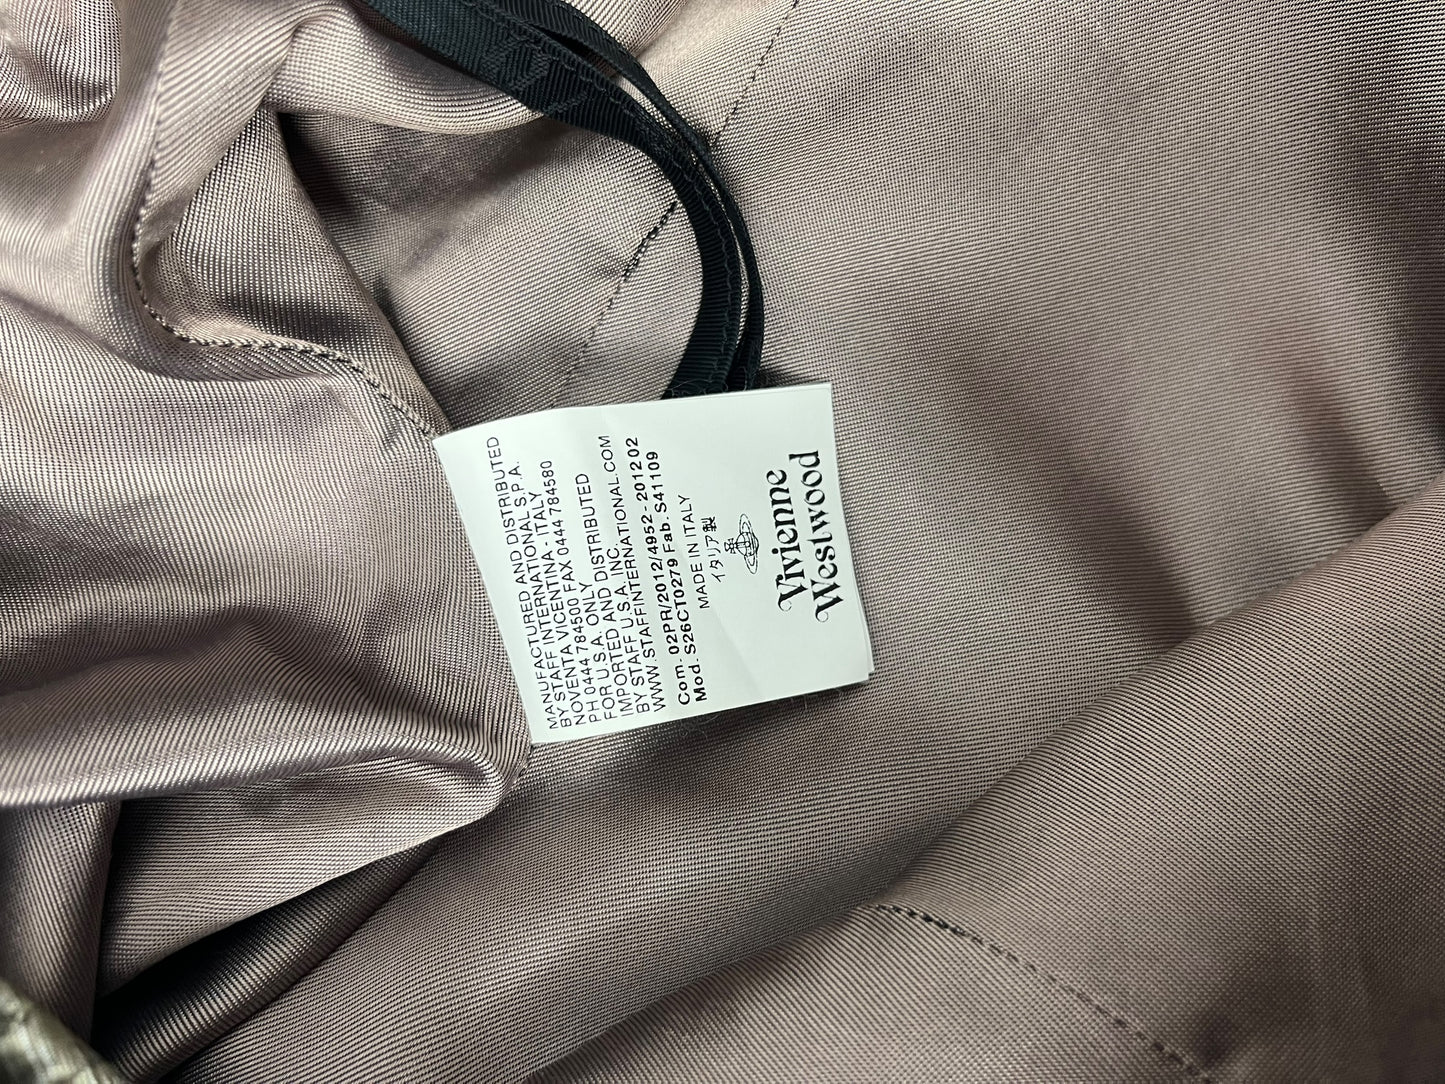 MANUFACTURED AND DISTRIBUTED
BY STAFF INTERNATIONAL S.P.A.
NOVENTA VICENTINA - ITALY
PH 0444 784500 FAX 0444 784580
FOR U.S.A. ONLY
IMPORTED AND DISTRIBUTED
BY STAFF U.S.A. INC.
WWW.STAFFINTERNATIONAL.COM
Com. 02PR/2012/4952 - 201202
Mod. S26CT0279 Fab. S41109
MADE IN ITALY
イタリア製
Vivienne
Westwood